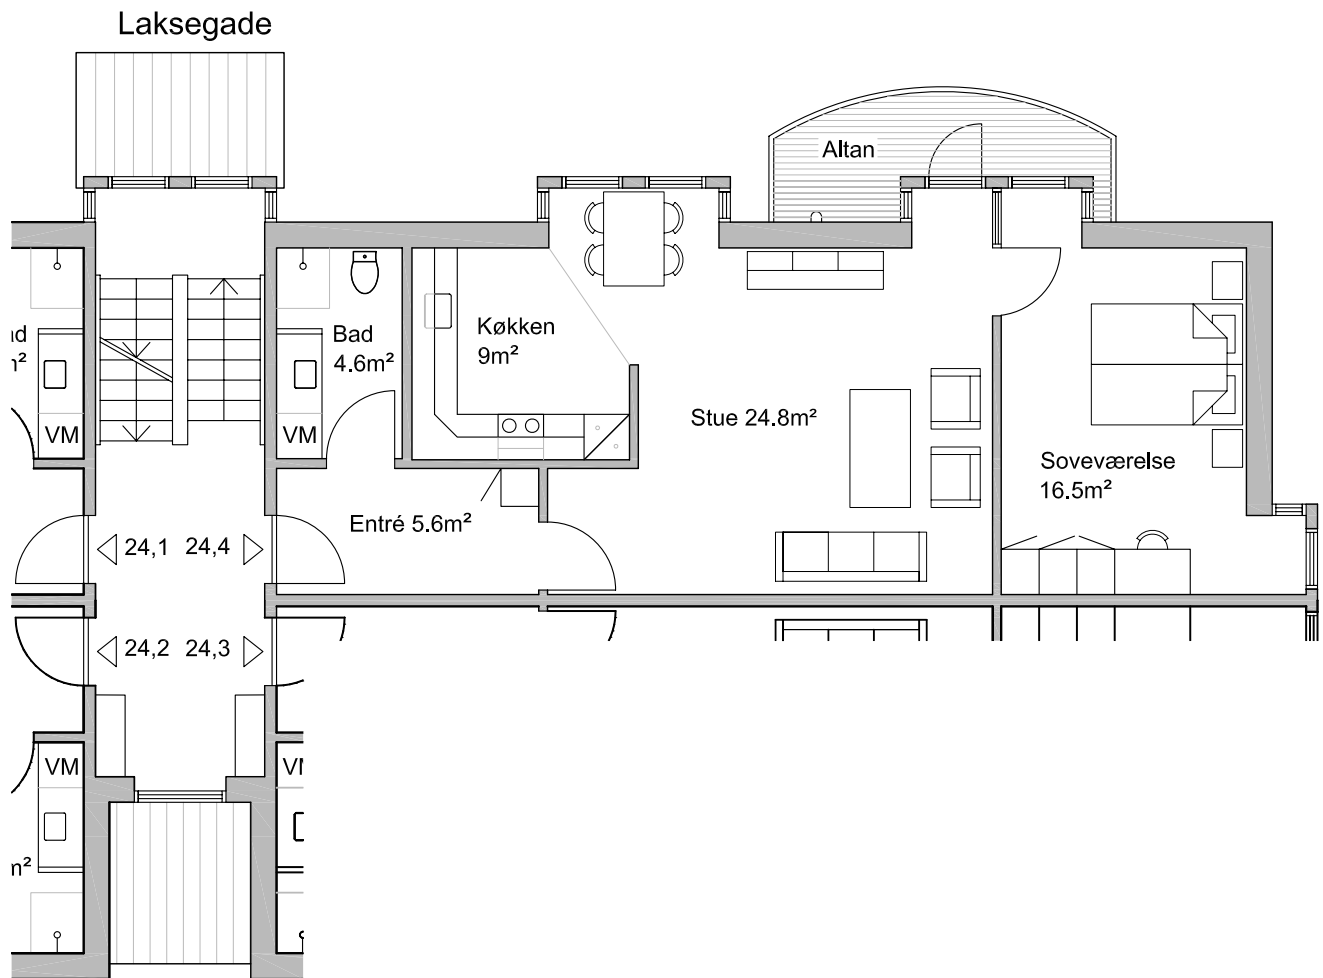 Laksegade
Altan
Bad
4.6m²
Køkken
9m²
Stue 24.8m²
Soveværelse
16.5m²
VM
VM
Entré 5.6m²
24,1 24,4
24,2 24,3
VM